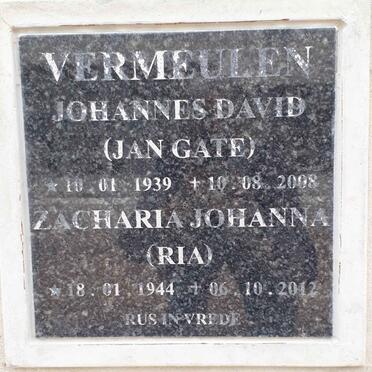 VERMEULEN
JOHANNES DAVID
(JAN GATE)
★ 10 . 01 . 1939 + 10 . 08 . 2008
ZACHARIA JOHANNA
(RIA)
★ 18 . 01 . 1944 + 06 . 10 . 2012
RUS IN VREDE